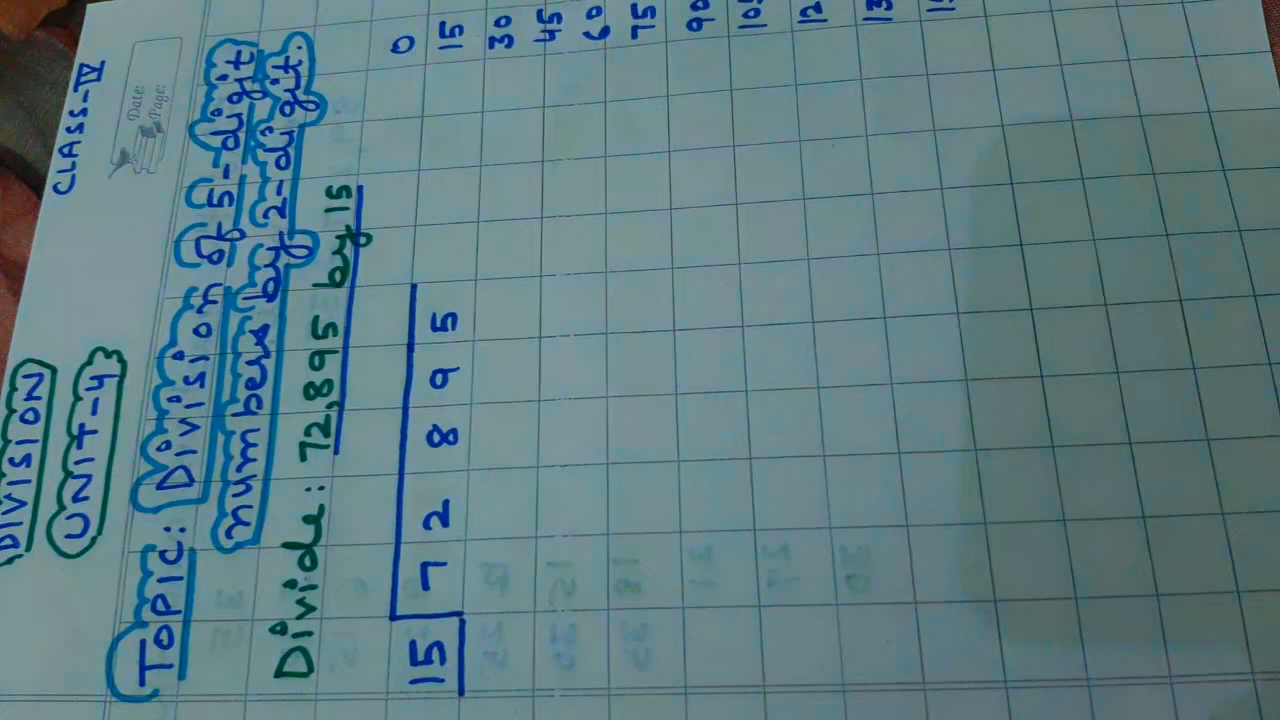 DIVISION
CLASS-IV
UNIT-4
Date:
Page:
TOPIC: Division of 5-digit
numbers by 2-digit.
Divide: 72,895 by 15
15 7 2 8 9 5
0
15
30
45
60
75
90